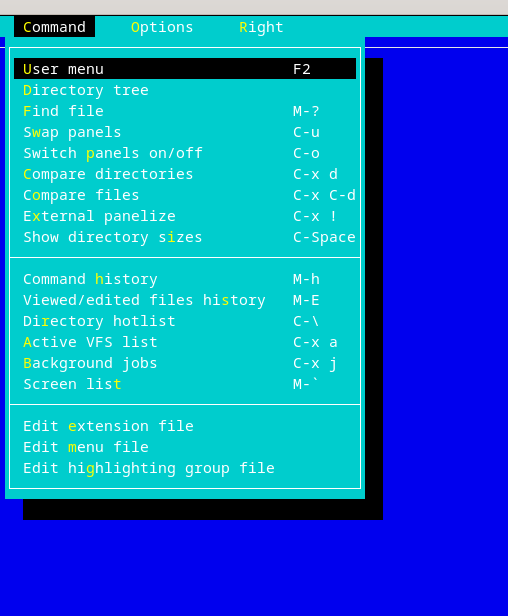 Command Options Right
User menu F2
Directory tree
Find file M-?
Swap panels C-u
Switch panels on/off C-o
Compare directories C-x d
Compare files C-x C-d
External panelize C-x !
Show directory sizes C-Space
Command history M-h
Viewed/edited files history M-E
Directory hotlist C-\
Active VFS list C-x a
Background jobs C-x j
Screen list M-`
Edit extension file
Edit menu file
Edit highlighting group file